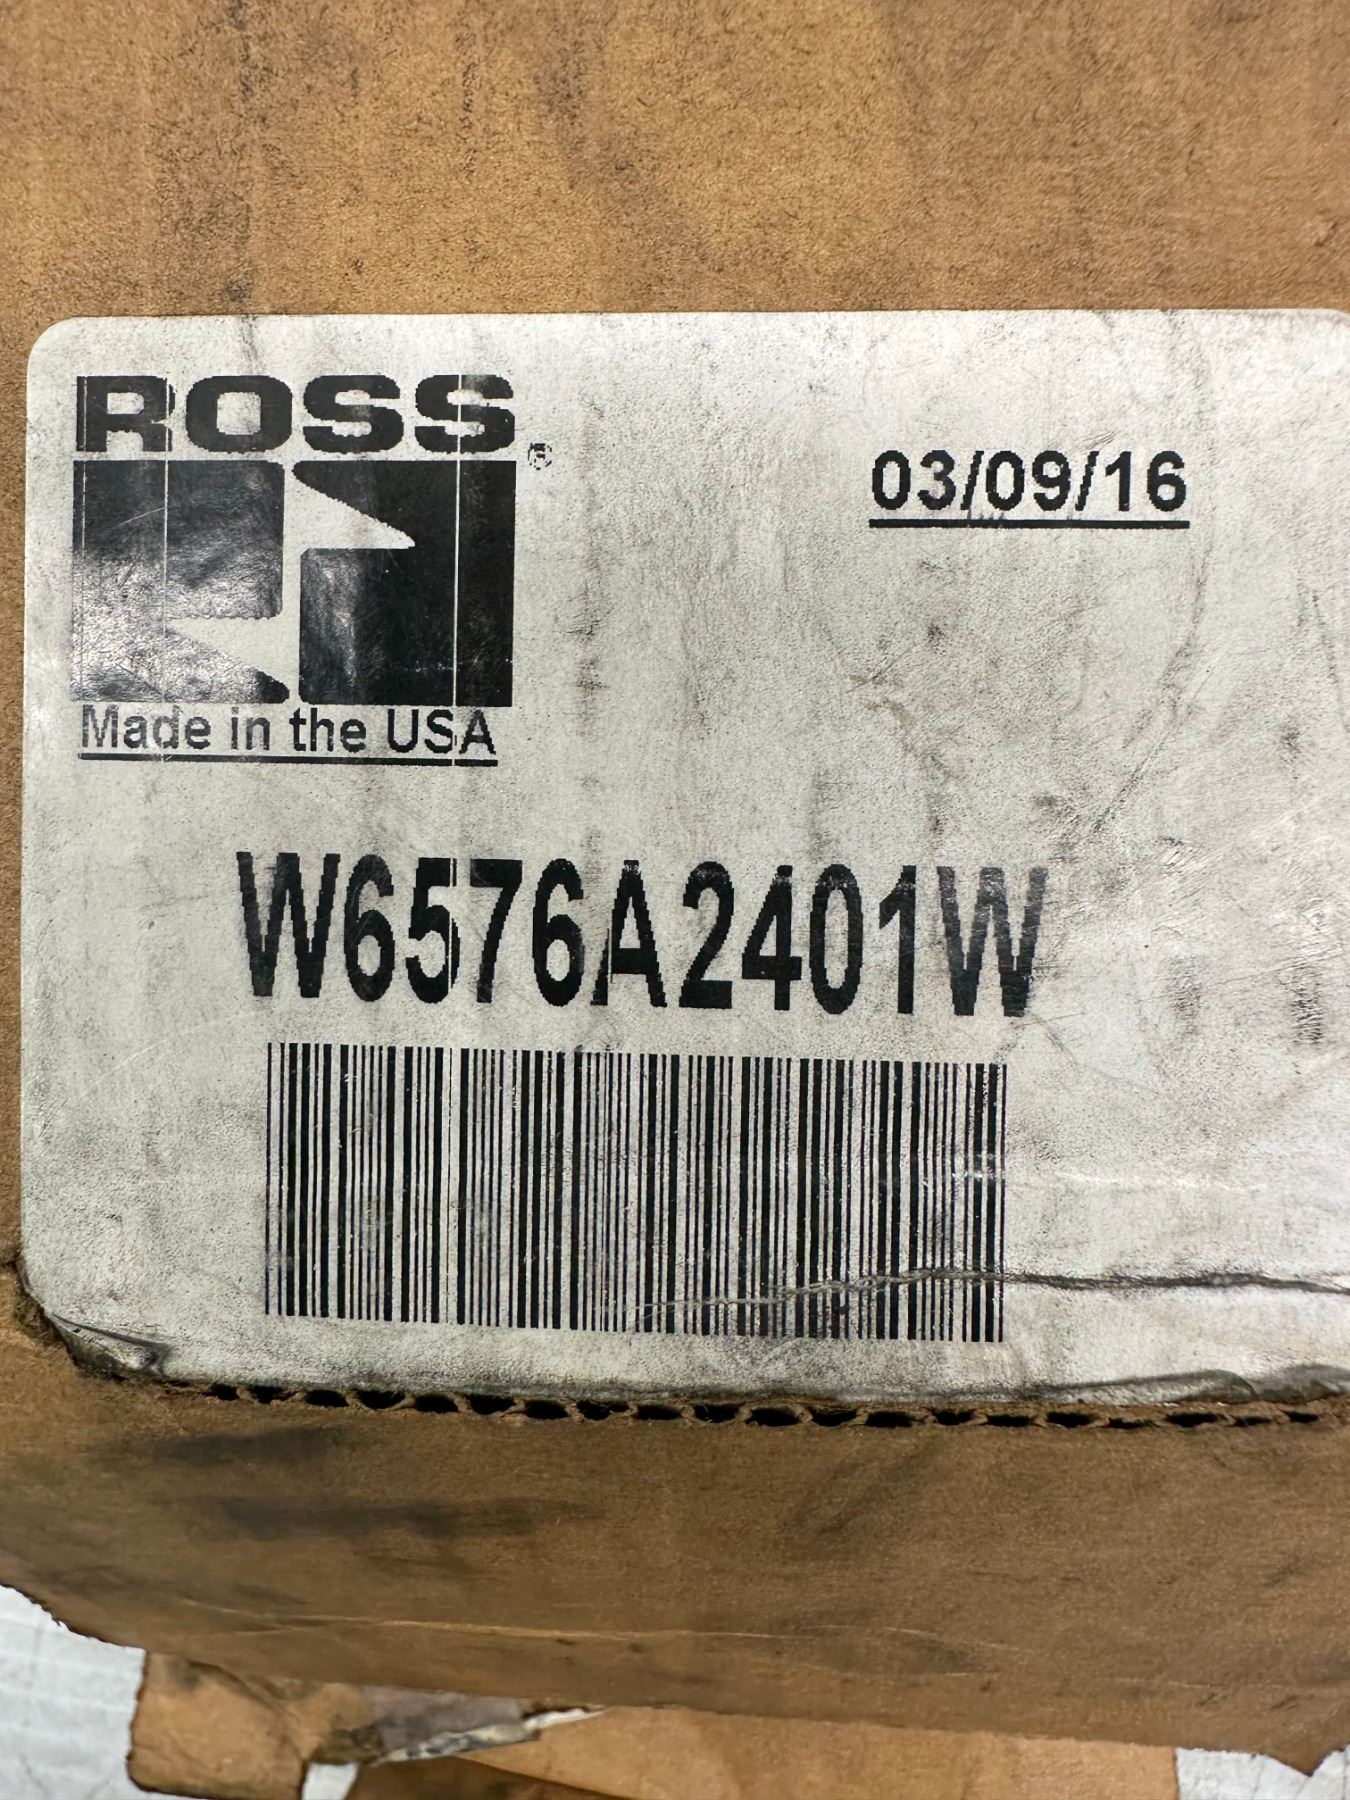 ROSS®
03/09/16
Made in the USA
W6576A2401W